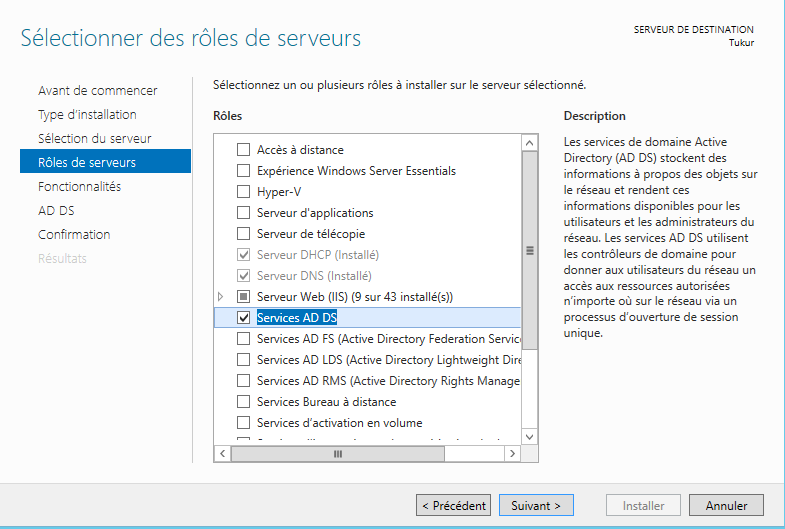 Sélectionner des rôles de serveurs
SERVEUR DE DESTINATION
Tukur
Avant de commencer
Type d'installation
Sélection du serveur
Rôles de serveurs
Fonctionnalités
AD DS
Confirmation
Résultats
Sélectionnez un ou plusieurs rôles à installer sur le serveur sélectionné.
Rôles
Accès à distance
Expérience Windows Server Essentials
Hyper-V
Serveur d'applications
Serveur de télécopie
Serveur DHCP (Installé)
Serveur DNS (Installé)
Serveur Web (IIS) (9 sur 43 installé(s))
Services AD DS
Services AD FS (Active Directory Federation Servic
Services AD LDS (Active Directory Lightweight Dire
Services AD RMS (Active Directory Rights Manage
Services Bureau à distance
Services d'activation en volume
Description
Les services de domaine Active
Directory (AD DS) stockent des
informations à propos des objets sur
le réseau et rendent ces
informations disponibles pour les
utilisateurs et les administrateurs du
réseau. Les services AD DS utilisent
les contrôleurs de domaine pour
donner aux utilisateurs du réseau un
accès aux ressources autorisées
n'importe où sur le réseau via un
processus d'ouverture de session
unique.
< Précédent
Suivant >
Installer
Annuler